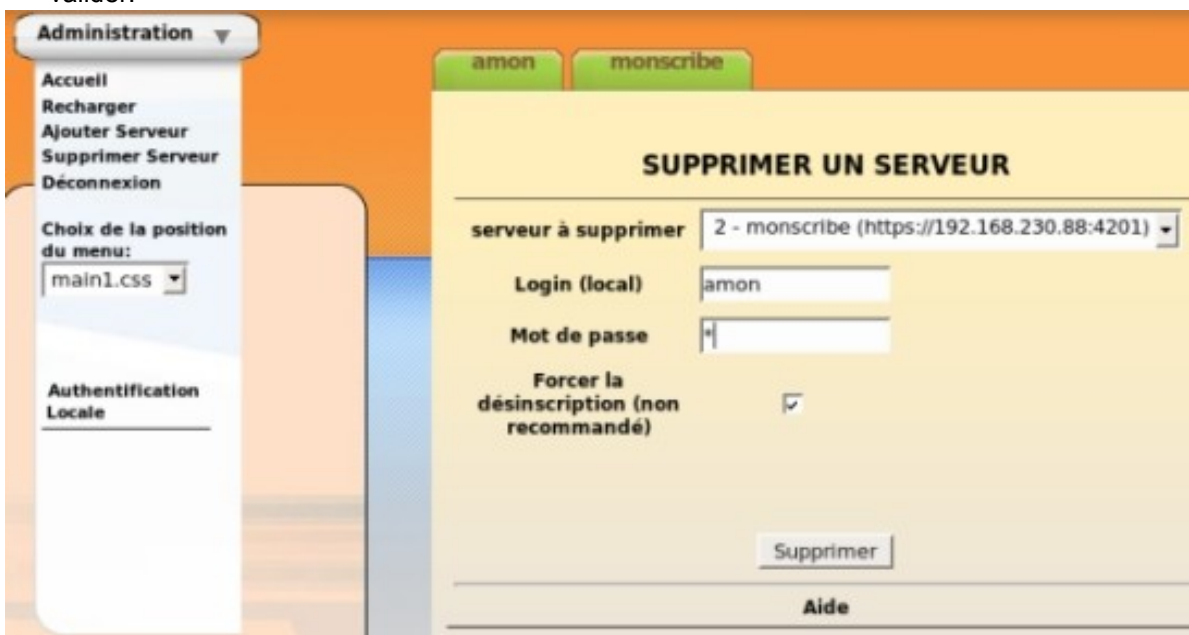 valider.
Administration
Accueil
Recharger
Ajouter Serveur
Supprimer Serveur
Déconnexion
Choix de la position
du menu:
main1.css
Authentification
Locale
amon monscribe
SUPPRIMER UN SERVEUR
serveur à supprimer 2 - monscribe (https://192.168.230.88:4201)
Login (local) amon
Mot de passe *
Forcer la
désinscription (non
recommandé)
Supprimer
Aide